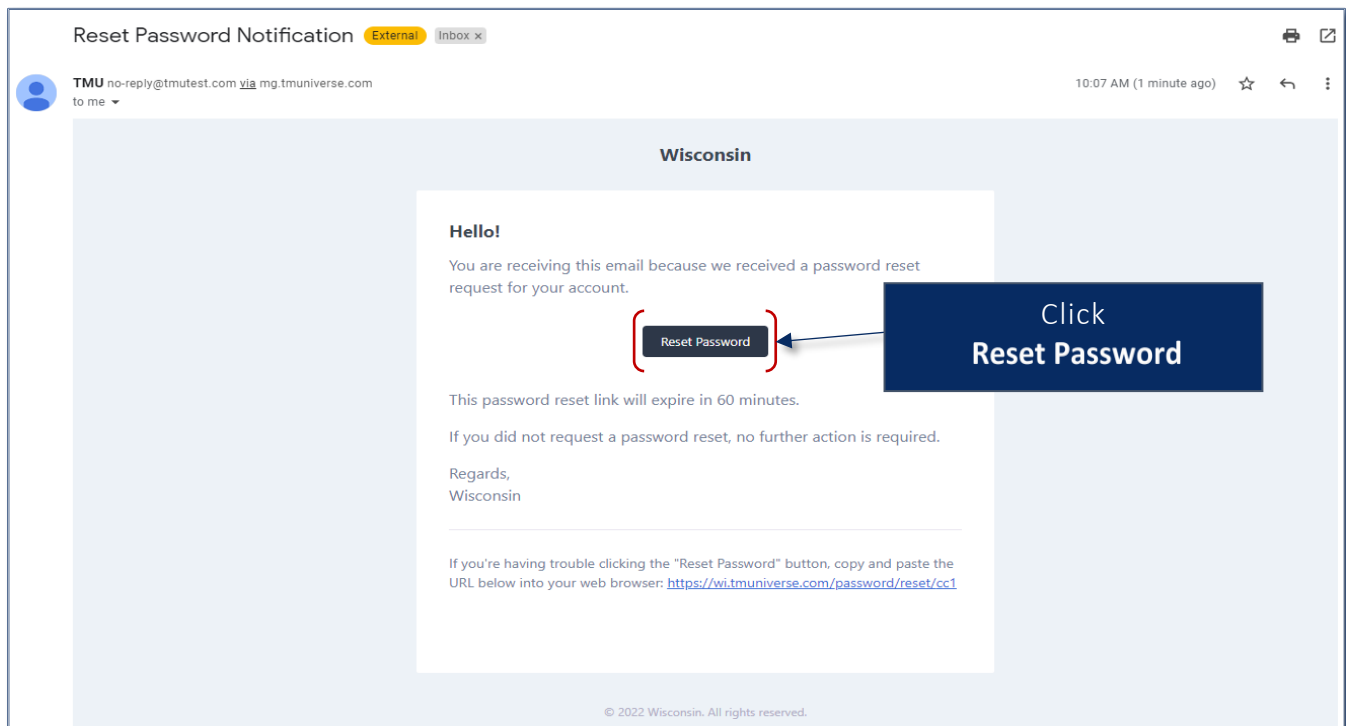 Reset Password Notification External Inbox ×
TMU no-reply@tmutest.com via mg.tmuniverse.com 10:07 AM (1 minute ago)
to me
Wisconsin
Hello!
You are receiving this email because we received a password reset
request for your account.
Reset Password
Click
Reset Password
This password reset link will expire in 60 minutes.
If you did not request a password reset, no further action is required.
Regards,
Wisconsin
If you're having trouble clicking the "Reset Password" button, copy and paste the
URL below into your web browser: https://wi.tmuniverse.com/password/reset/cc1
© 2022 Wisconsin. All rights reserved.